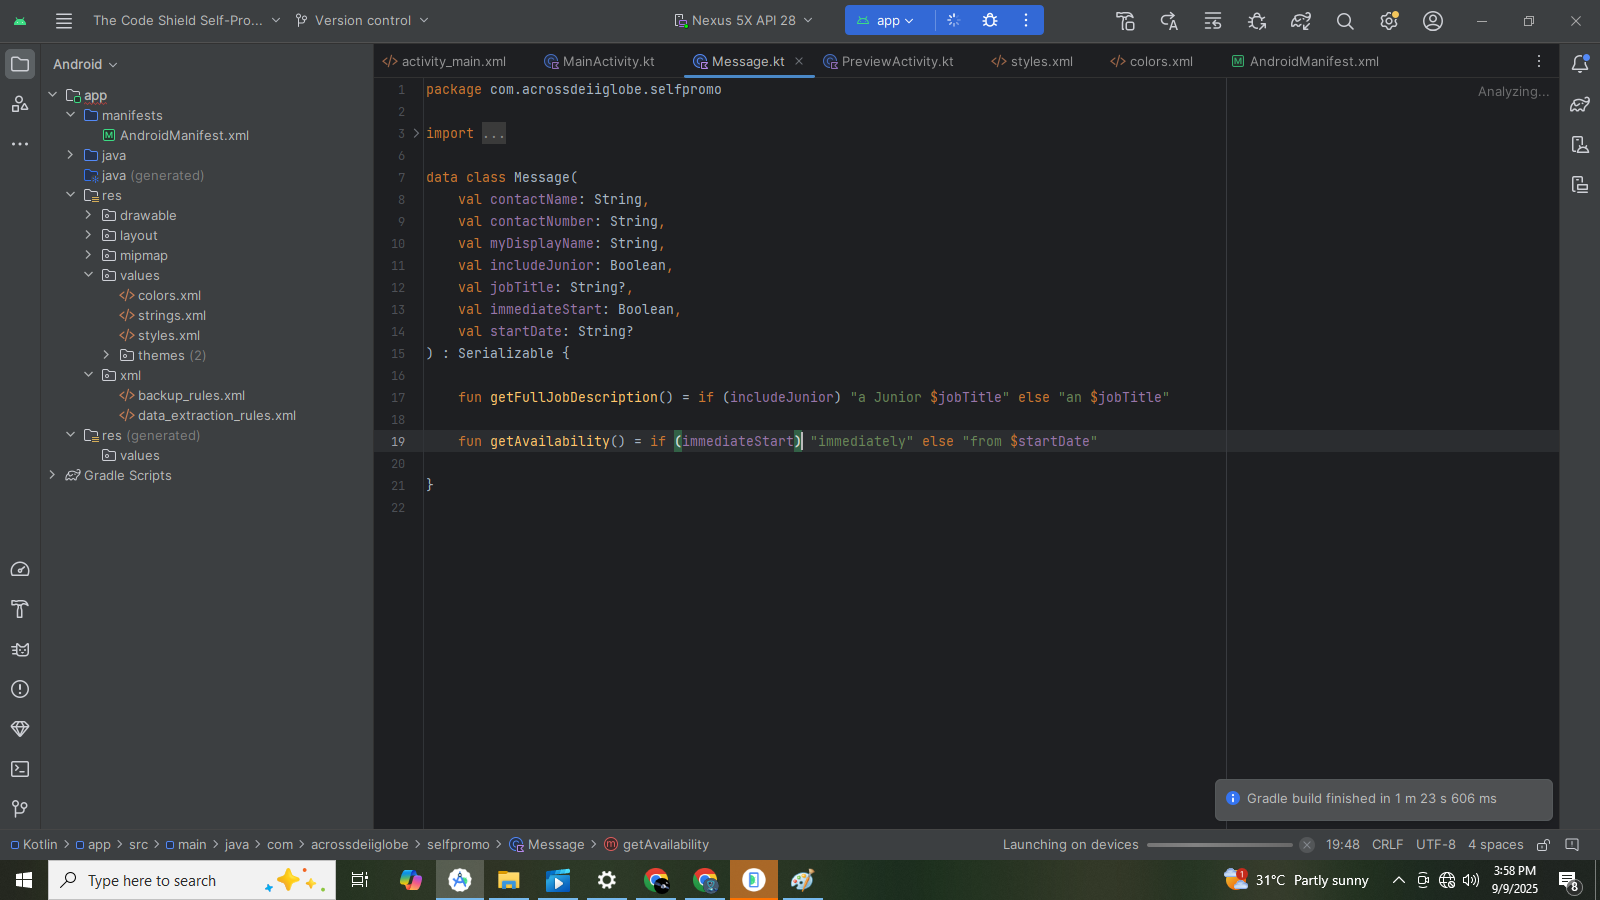 The Code Shield Self-Pro...
Version control
Nexus 5X API 28
app
Android
activity_main.xml
MainActivity.kt
Message.kt
PreviewActivity.kt
styles.xml
colors.xml
AndroidManifest.xml
app
manifests
AndroidManifest.xml
java
java (generated)
res
drawable
layout
mipmap
values
colors.xml
strings.xml
styles.xml
themes (2)
xml
backup_rules.xml
data_extraction_rules.xml
res (generated)
values
Gradle Scripts
Analyzing...
1 package com.acrossdeiiglobe.selfpromo
2
3 import ...
6
7 data class Message(
8 val contactName: String,
9 val contactNumber: String,
10 val myDisplayName: String,
11 val includeJunior: Boolean,
12 val jobTitle: String?,
13 val immediateStart: Boolean,
14 val startDate: String?
15 ) : Serializable {
16
17 fun getFullJobDescription() = if (includeJunior) "a Junior $jobTitle" else "an $jobTitle"
18
19 fun getAvailability() = if (immediateStart) "immediately" else "from $startDate"
20
21 }
22
Gradle build finished in 1 m 23 s 606 ms
Kotlin > app > src > main > java > com > acrossdeiiglobe > selfpromo > Message > getAvailability
Launching on devices
19:48 CRLF UTF-8 4 spaces
Type here to search
1
31°C Partly sunny
3:58 PM
9/9/2025
8